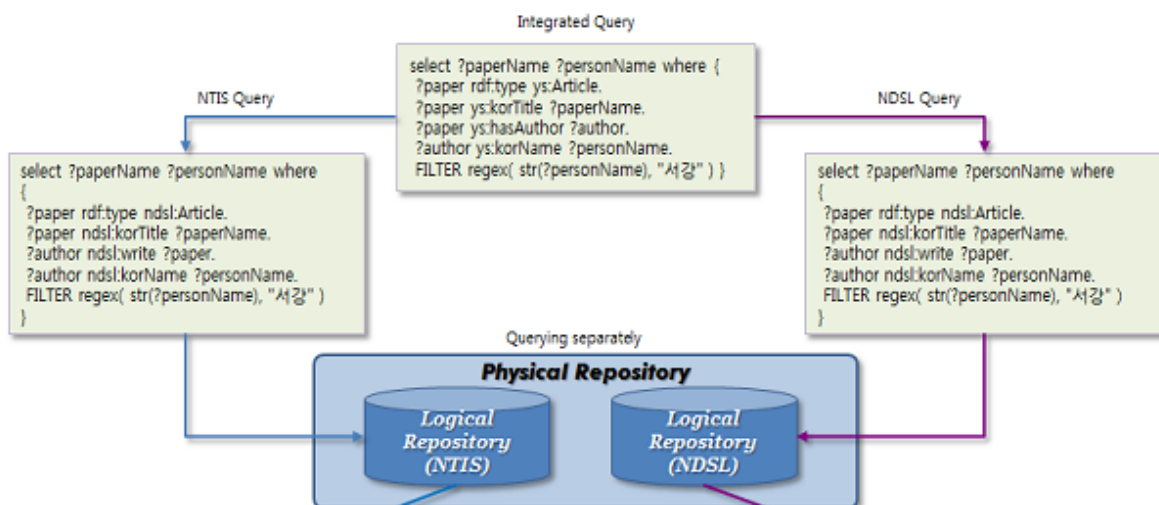 Integrated Query
select ?paperName ?personName where {
?paper rdf:type ys:Article.
?paper ys:korTitle ?paperName.
?paper ys:hasAuthor ?author.
?author ys:korName ?personName.
FILTER regex( str(?personName), "서강" ) }
NTIS Query
select ?paperName ?personName where
{
?paper rdf:type ndsl:Article.
?paper ndsl:korTitle ?paperName.
?author ndsl:write ?paper.
?author ndsl:korName ?personName.
FILTER regex( str(?personName), "서강" )
}
NDSL Query
select ?paperName ?personName where
{
?paper rdf:type ndsl:Article.
?paper ndsl:korTitle ?paperName.
?author ndsl:write ?paper.
?author ndsl:korName ?personName.
FILTER regex( str(?personName), "서강" )
}
Querying separately
Physical Repository
Logical
Repository
(NTIS)
Logical
Repository
(NDSL)